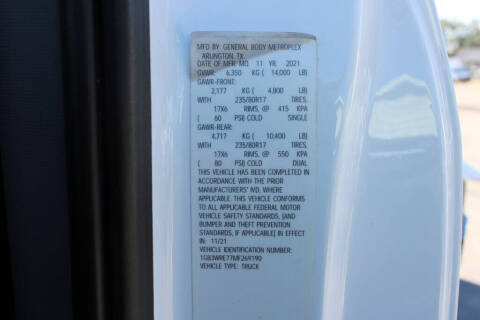 MFD BY GENERAL BODY METROPLEX
ARLINGTON, TX
DATE OF MFR. MO. 11 YR. 2021
GVWR: 6,350 KG ( 14,000 LB)
GAWR-FRONT:
2,177 KG ( 4,800 LB)
WITH 235/80R17 TIRES,
17X6 RIMS, @ 415 KPA
( 60 PSI) COLD SINGLE
GAWR-REAR:
4,717 KG ( 10,400 LB)
WITH 235/80R17 TIRES,
17X6 RIMS, @ 550 KPA
( 80 PSI) COLD DUAL
THIS VEHICLE HAS BEEN COMPLETED IN
ACCORDANCE WITH THE PRIOR
MANUFACTURERS' IVD, WHERE
APPLICABLE. THIS VEHICLE CONFORMS
TO ALL APPLICABLE FEDERAL MOTOR
VEHICLE SAFETY STANDARDS, [AND
BUMPER AND THEFT PREVENTION
STANDARDS, IF APPLICABLE] IN EFFECT
IN: 11/21
VEHICLE IDENTIFICATION NUMBER:
1GB3WRE77MF269190
VEHICLE TYPE: TRUCK